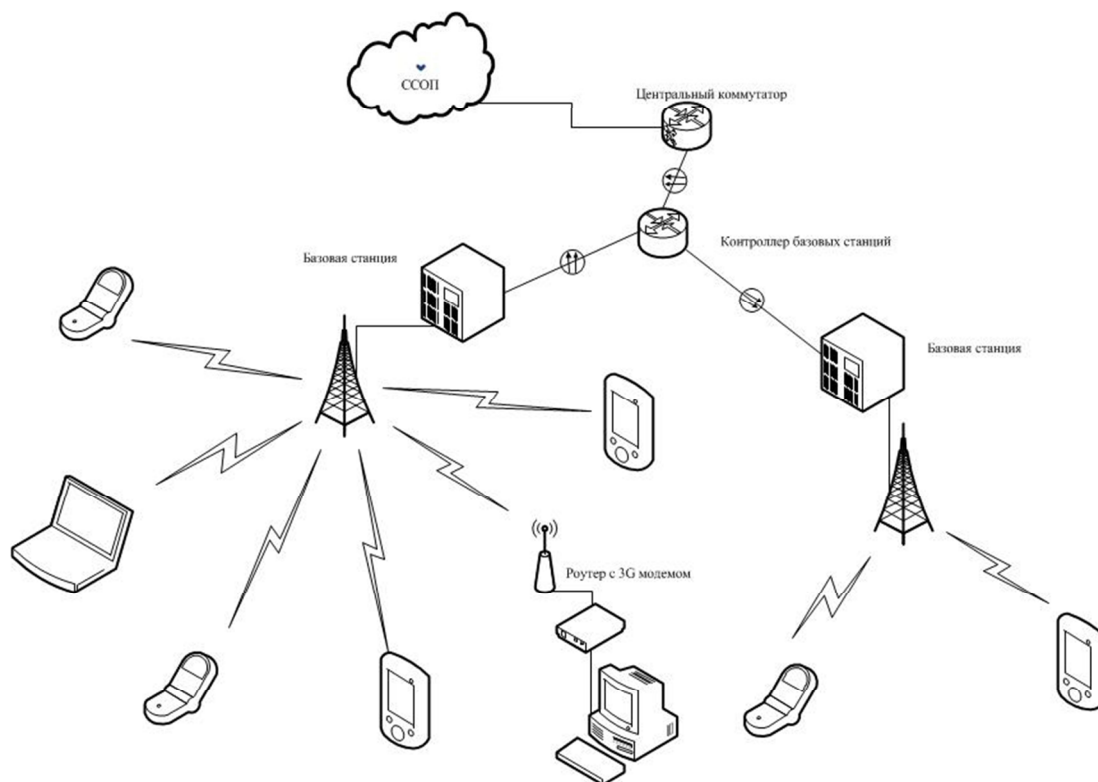 ССОП
Центральный коммутатор
Контроллер базовых станций
Базовая станция
Базовая станция
Роутер с 3G модемом